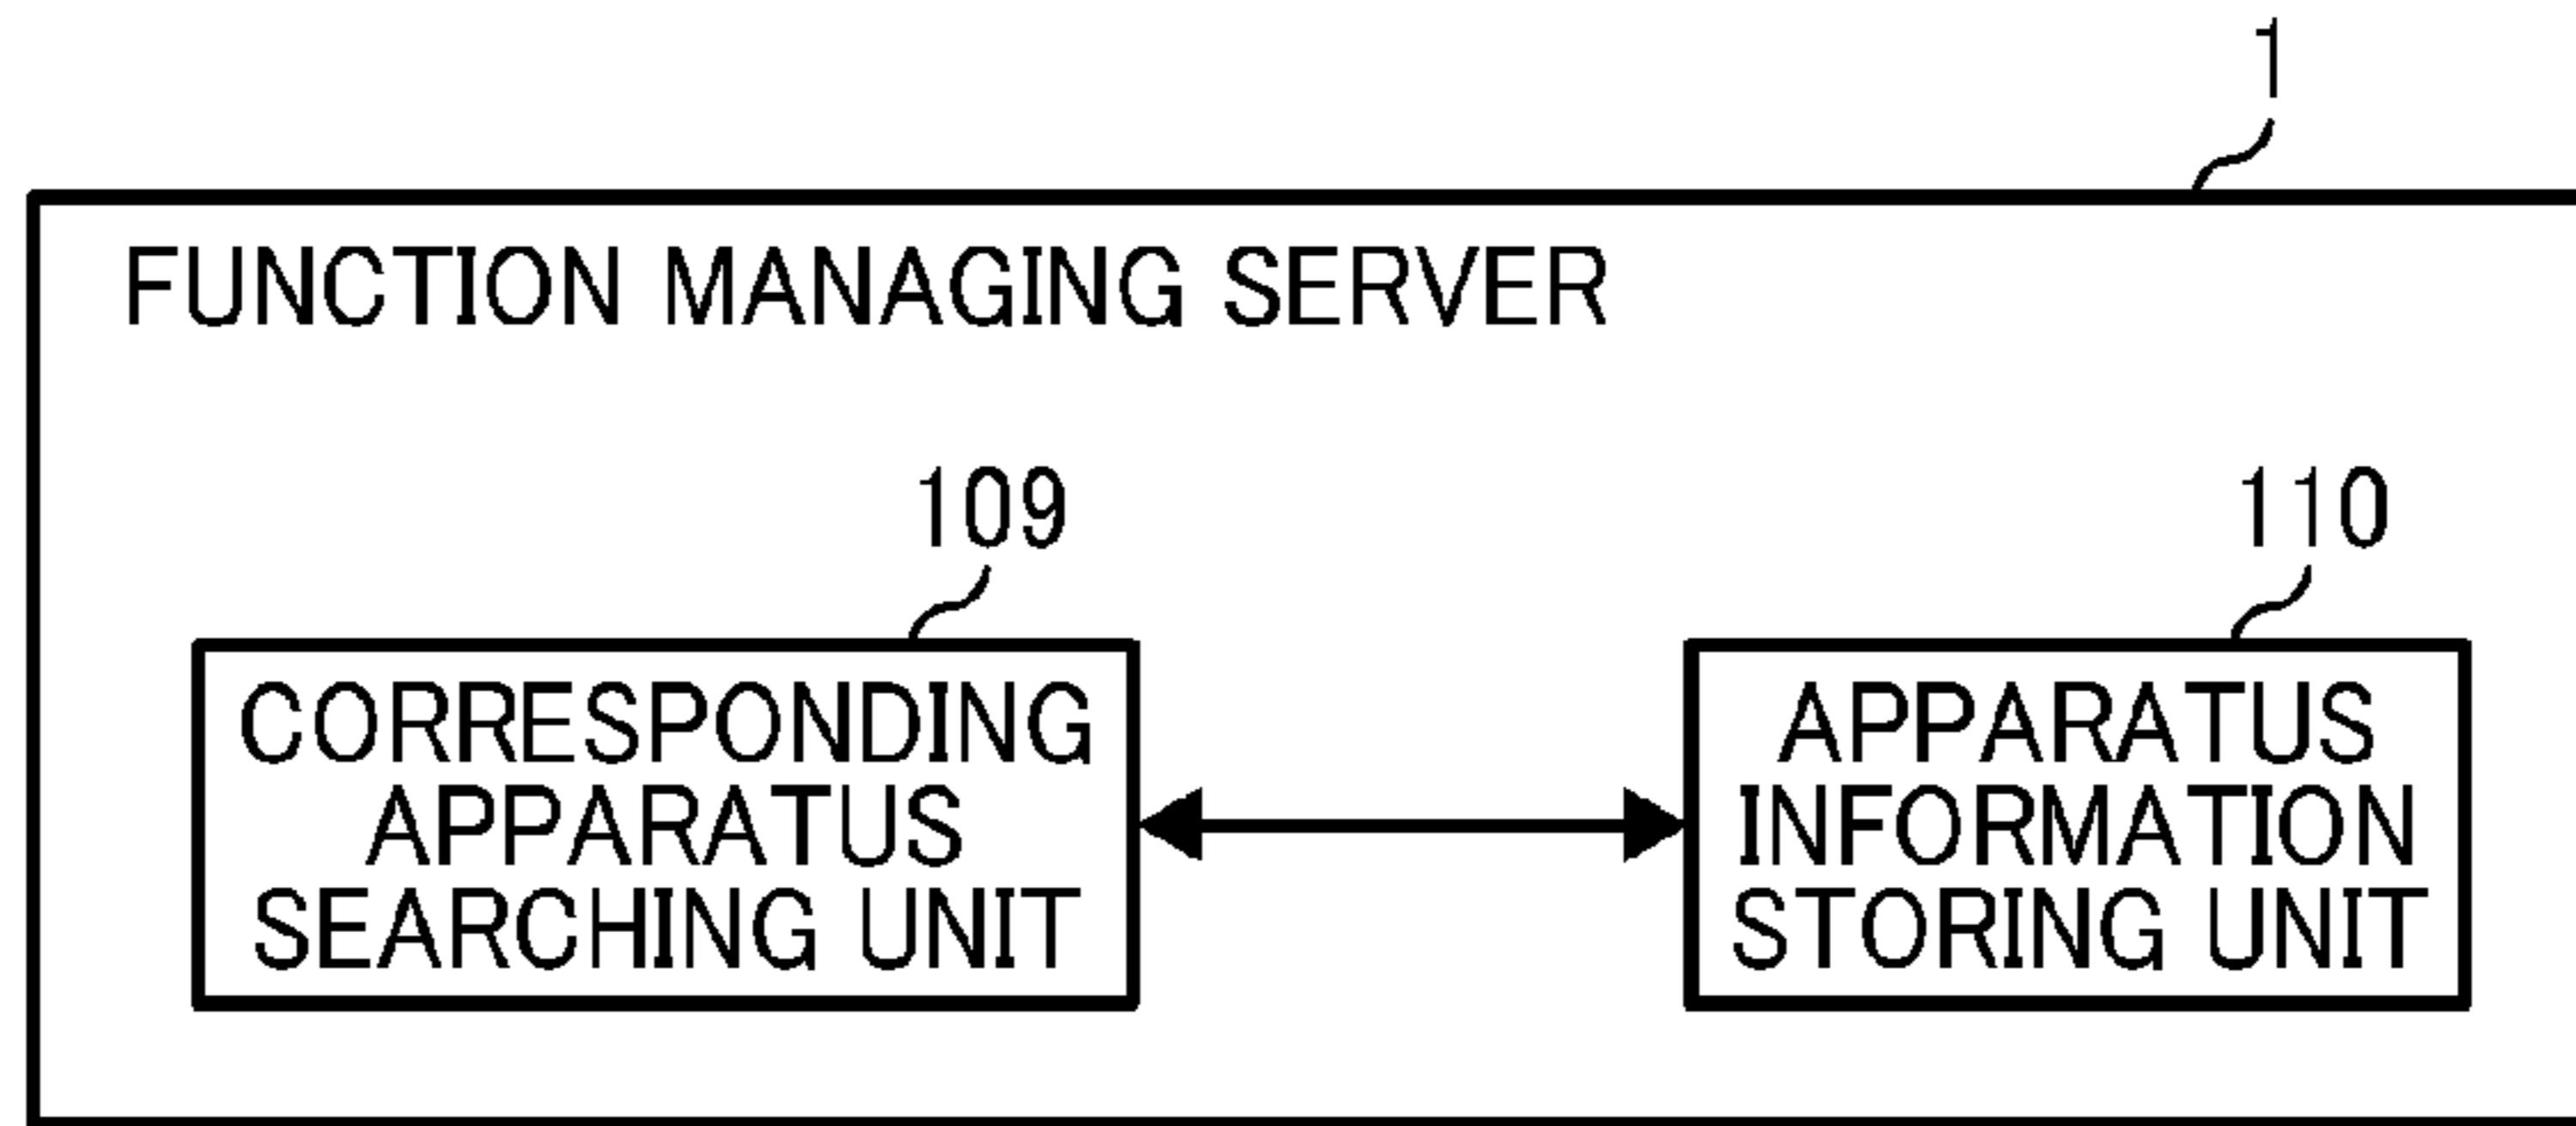 1
FUNCTION MANAGING SERVER
109
110
CORRESPONDING
APPARATUS
SEARCHING UNIT
APPARATUS
INFORMATION
STORING UNIT